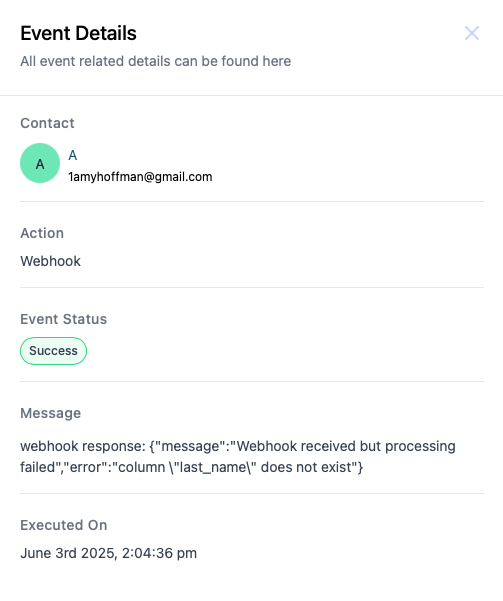 Event Details
All event related details can be found here
Contact
A
A
1amyhoffman@gmail.com
Action
Webhook
Event Status
Success
Message
webhook response: {"message":"Webhook received but processing
failed","error":"column \"last_name\" does not exist"}
Executed On
June 3rd 2025, 2:04:36 pm